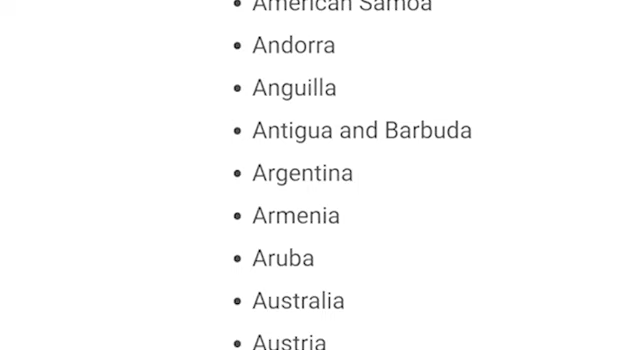 American Samoa
Andorra
Anguilla
Antigua and Barbuda
Argentina
Armenia
Aruba
Australia
Austria